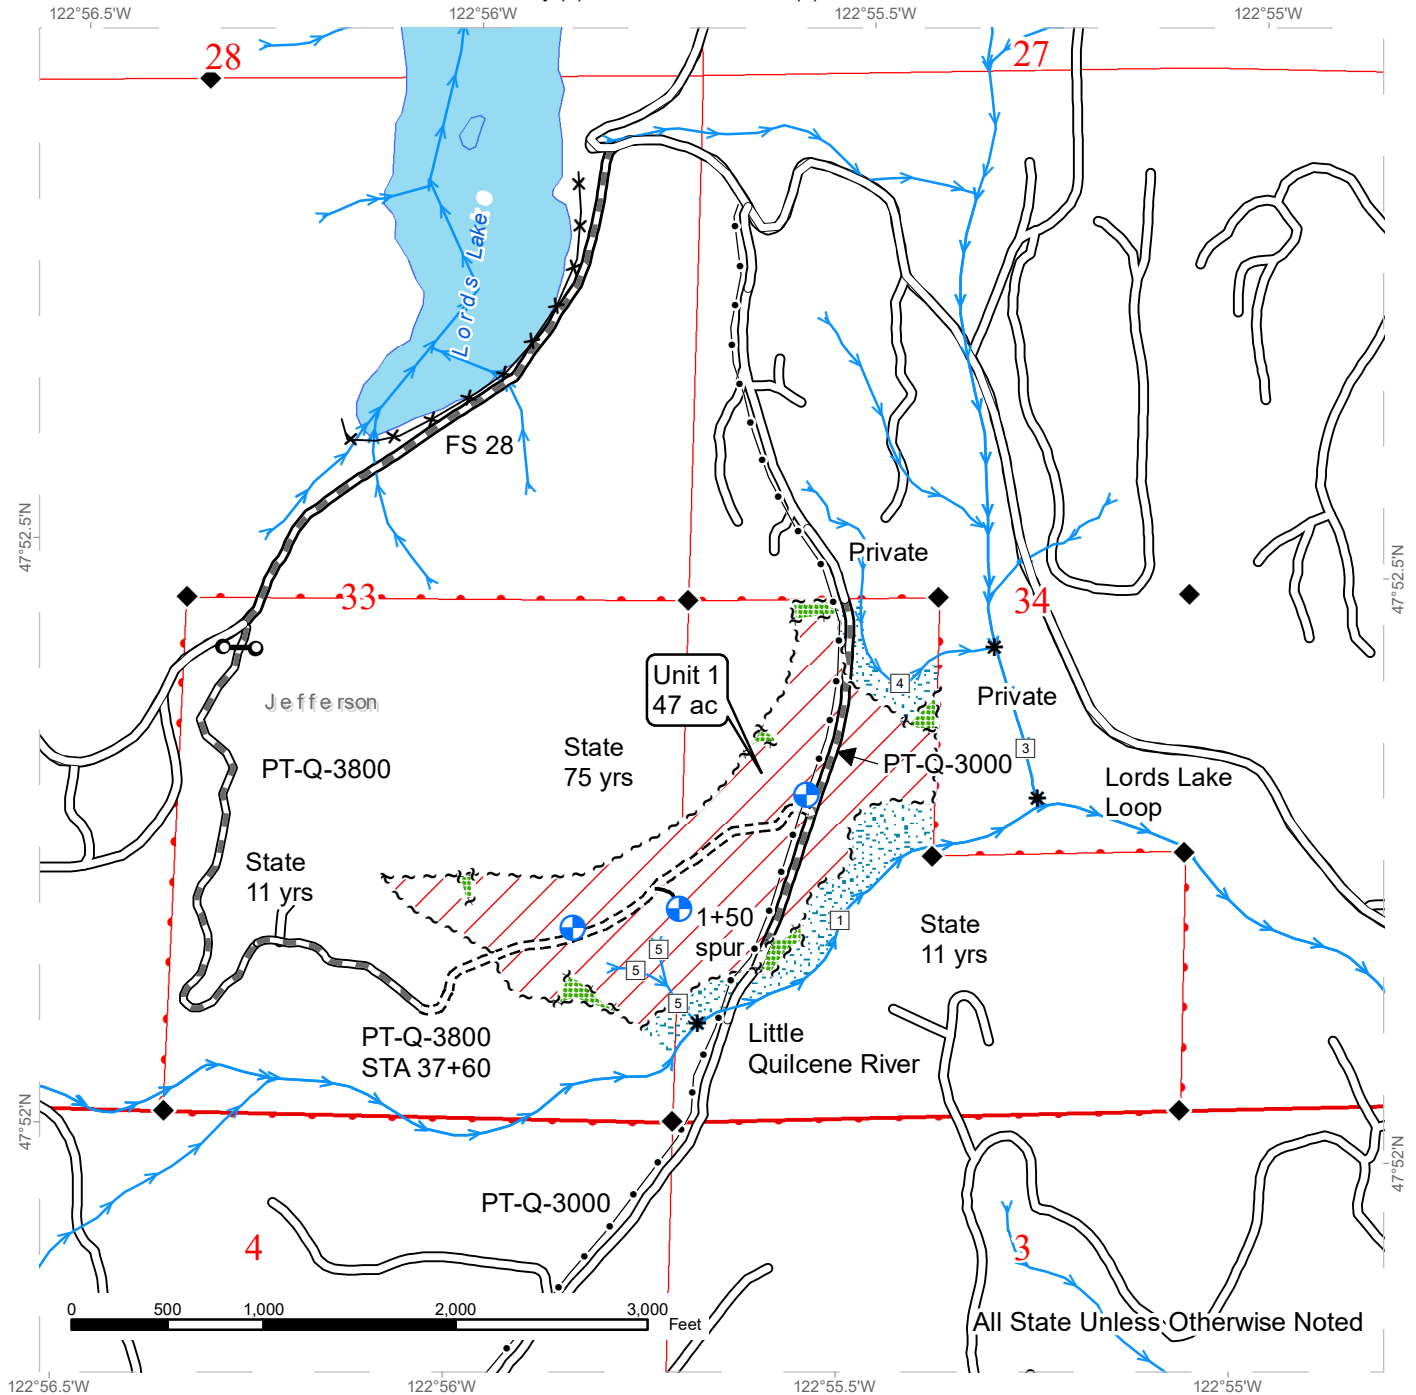 122°56.5'W
122°56'W
122°55.5'W
122°55'W
28
27
Lords Lake
FS 28
47°52.5'N
47°52.5'N
Private
33
34
Unit 1
47 ac
4
Jefferson
Private
State
75 yrs
3
PT-Q-3800
PT-Q-3000
Lords Lake
Loop
State
11 yrs
1+50
spur
1
State
11 yrs
5
5
5
PT-Q-3800
STA 37+60
Little
Quilcene River
47°52'N
47°52'N
PT-Q-3000
4
3
0
500
1,000
2,000
3,000
Feet
All State Unless Otherwise Noted
122°56.5'W
122°56'W
122°55.5'W
122°55'W